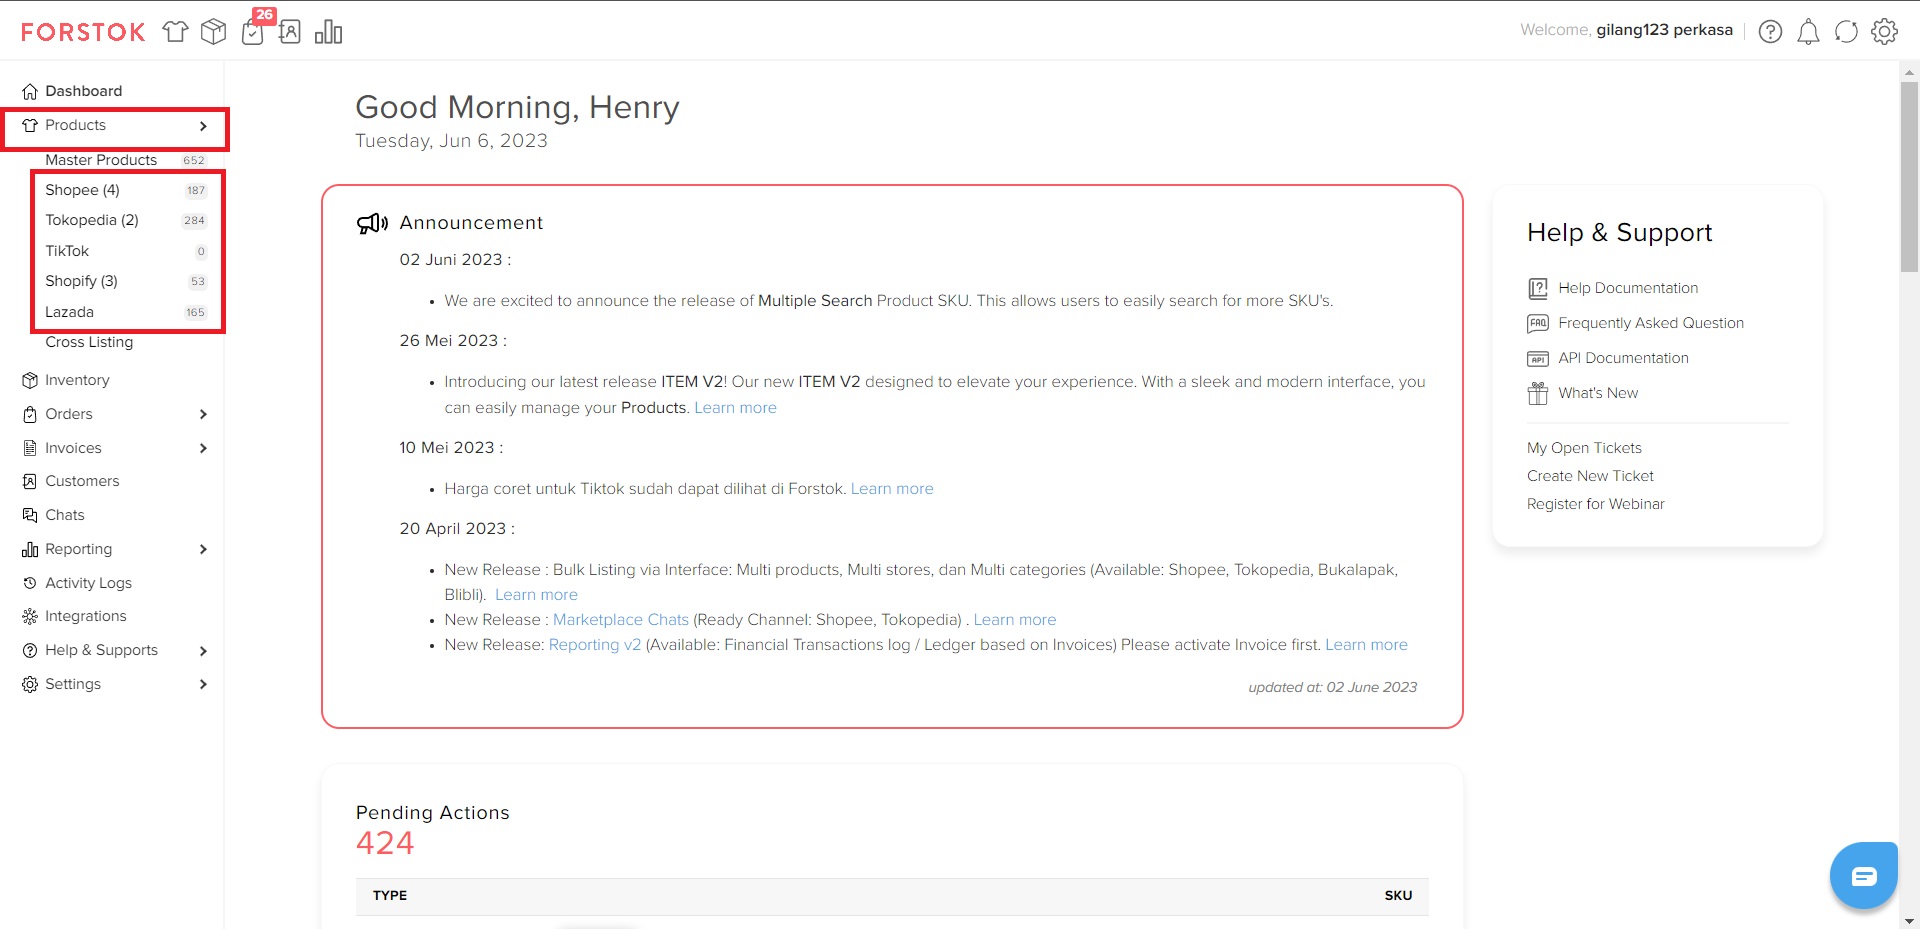 FORSTOK
26
Welcome, gilang123 perkasa
Dashboard
Products
Master Products 652
Shopee (4) 187
Tokopedia (2) 284
TikTok 0
Shopify (3) 53
Lazada 165
Cross Listing
Inventory
Orders
Invoices
Customers
Chats
Reporting
Activity Logs
Integrations
Help & Supports
Settings
Good Morning, Henry
Tuesday, Jun 6, 2023
Announcement
02 Juni 2023 :
• We are excited to announce the release of Multiple Search Product SKU. This allows users to easily search for more SKU's.
26 Mei 2023 :
• Introducing our latest release ITEM V2! Our new ITEM V2 designed to elevate your experience. With a sleek and modern interface, you
can easily manage your Products. Learn more
10 Mei 2023 :
• Harga coret untuk Tiktok sudah dapat dilihat di Forstok. Learn more
20 April 2023 :
• New Release : Bulk Listing via Interface: Multi products, Multi stores, dan Multi categories (Available: Shopee, Tokopedia, Bukalapak,
Blibli). Learn more
• New Release : Marketplace Chats (Ready Channel: Shopee, Tokopedia) . Learn more
• New Release: Reporting v2 (Available: Financial Transactions log / Ledger based on Invoices) Please activate Invoice first. Learn more
updated at: 02 June 2023
Help & Support
Help Documentation
FAQ Frequently Asked Question
API API Documentation
What's New
My Open Tickets
Create New Ticket
Register for Webinar
Pending Actions
424
TYPE SKU